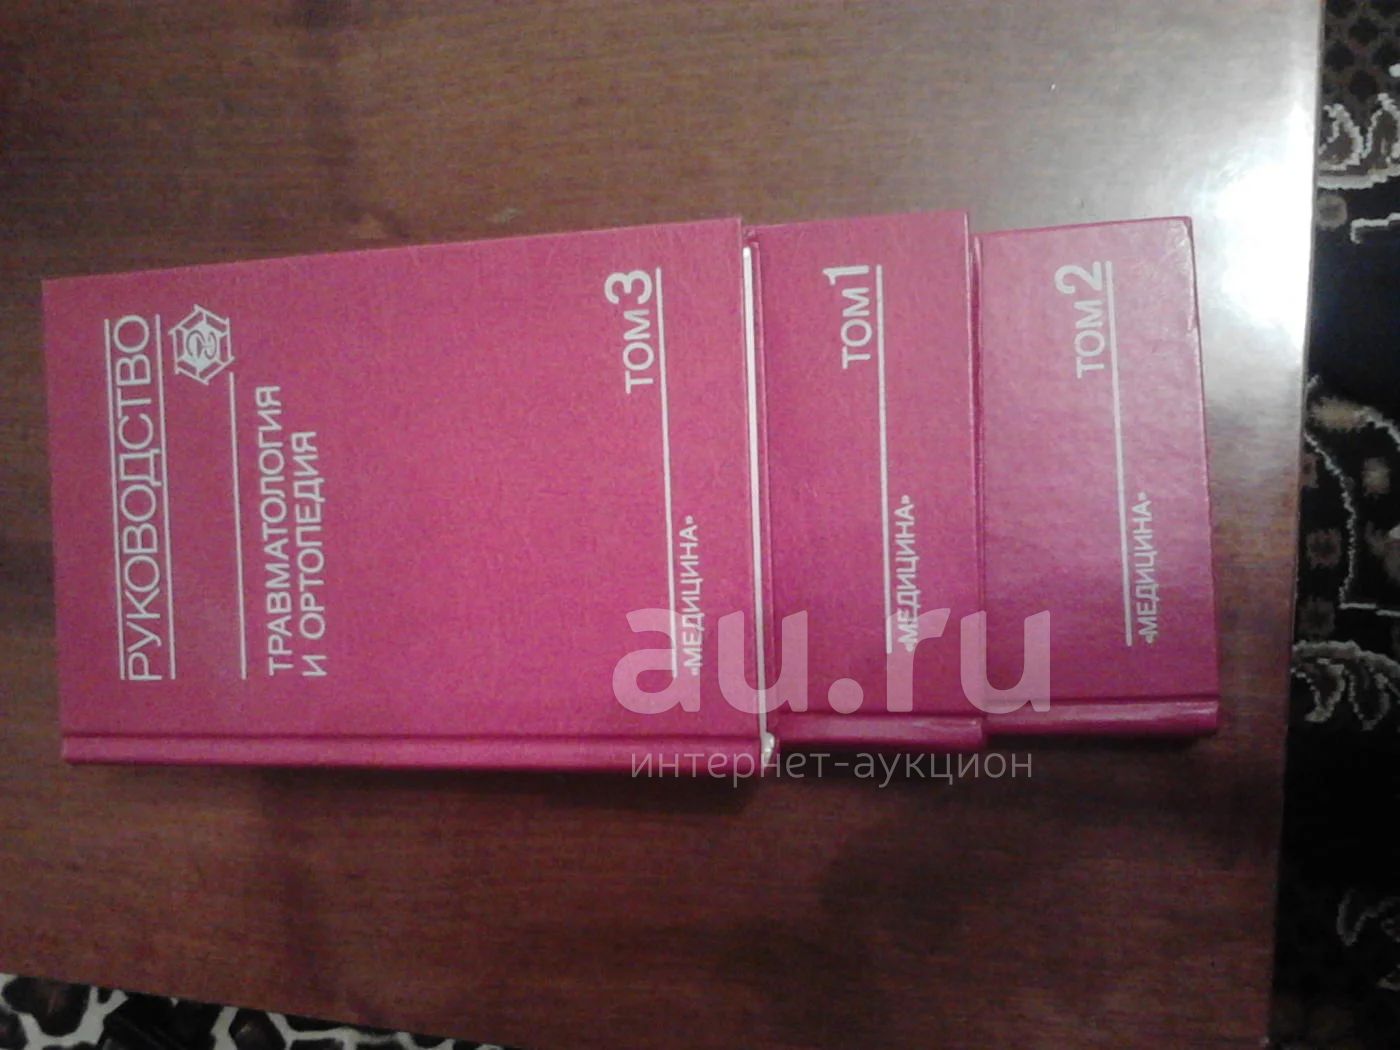 РУКОВОДСТВО
ТРАВМАТОЛОГИЯ
И ОРТОПЕДИЯ
ТОМ 3
«МЕДИЦИНА»
ТОМ 1
«МЕДИЦИНА»
ТОМ 2
«МЕДИЦИНА»
au.ru
интернет-аукцион